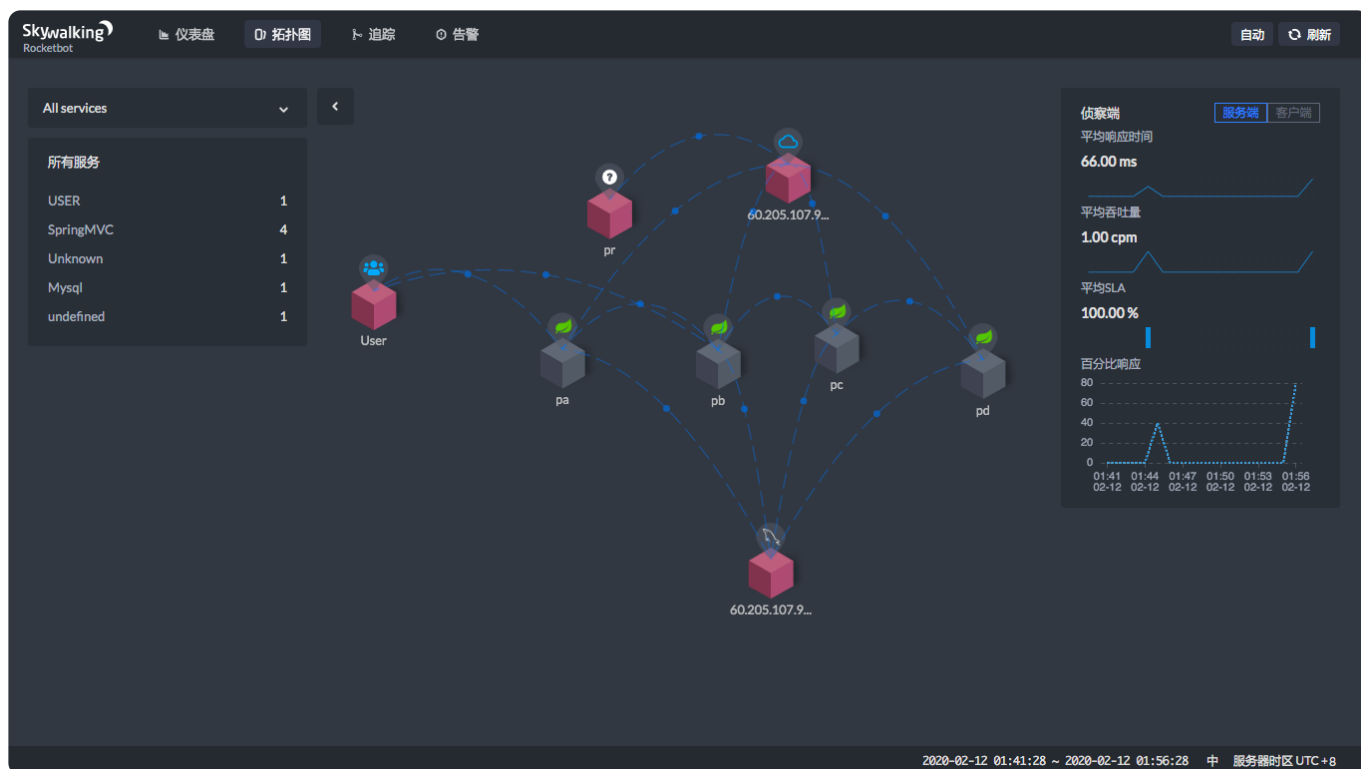 Skywalking
Rocketbot
仪表盘
拓扑图
追踪
告警
自动
刷新
All services
所有服务
USER 1
SpringMVC 4
Unknown 1
Mysql 1
undefined 1
User
?
pr
60.205.107.9...
pa
pb
pc
pd
60.205.107.9...
侦察端
服务端 客户端
平均响应时间
66.00 ms
平均吞吐量
1.00 cpm
平均SLA
100.00 %
百分比响应
80
60
40
20
0
01:41 01:44 01:47 01:50 01:53 01:56
02-12 02-12 02-12 02-12 02-12 02-12
2020-02-12 01:41:28 ~ 2020-02-12 01:56:28 中 服务器时区 UTC +8